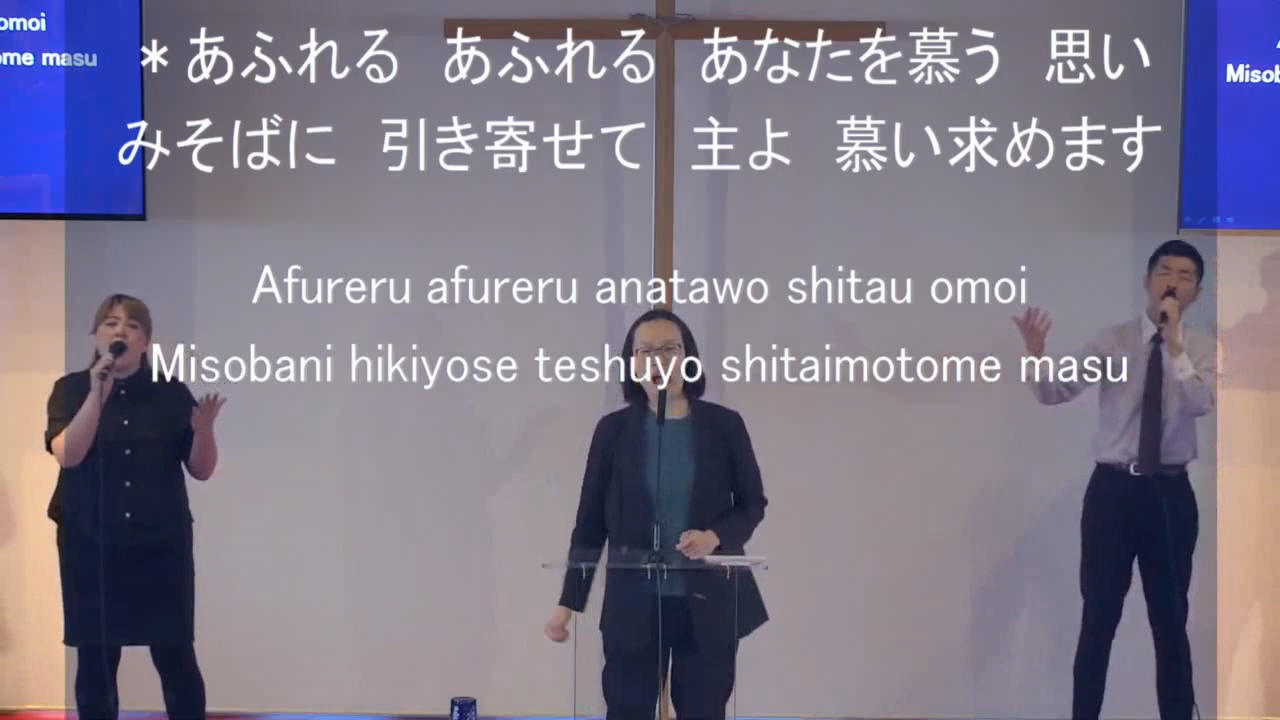 omoi
ome masu
＊あふれる　あふれる　あなたを慕う　思い
みそばに　引き寄せて　主よ　慕い求めます
Afureru afureru anatawo shitau omoi
Misobani hikiyose teshuyo shitaimotome masu